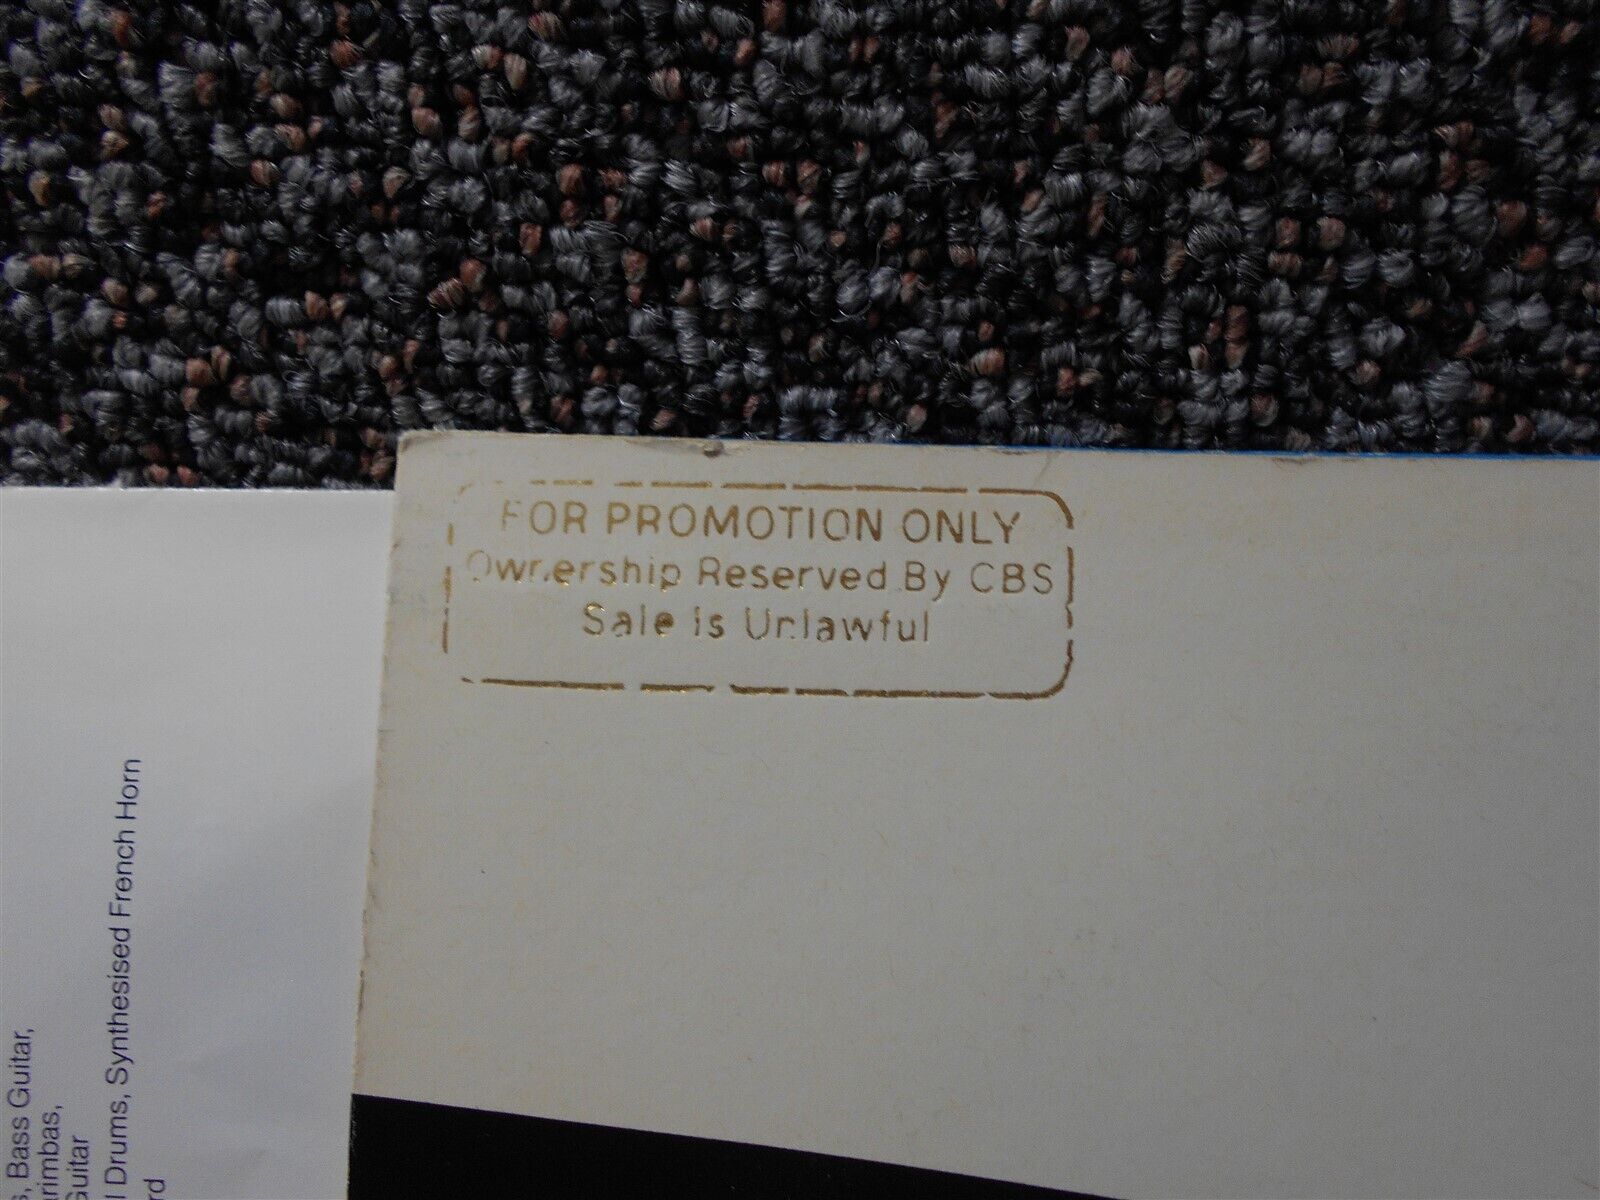 FOR PROMOTION ONLY
Ownership Reserved By CBS
Sale is Unlawful
Bass Guitar,
Guitar
Drums, Synthesised French Horn